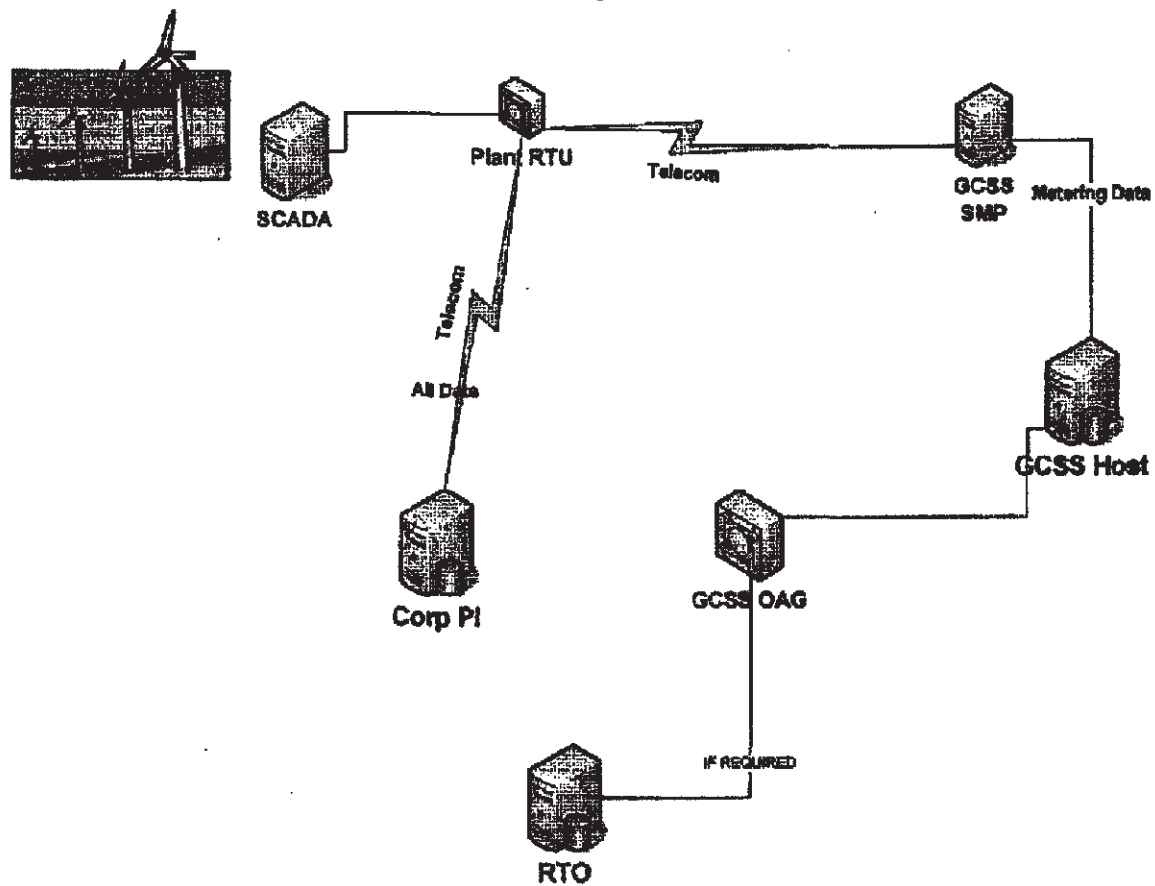 Plant RTU
Telecom
SCADA
GCSS
SMP
Metering Data
Telecom
All Data
GCSS Host
Corp PI
GCSS OAG
IF REQUIRED
RTO